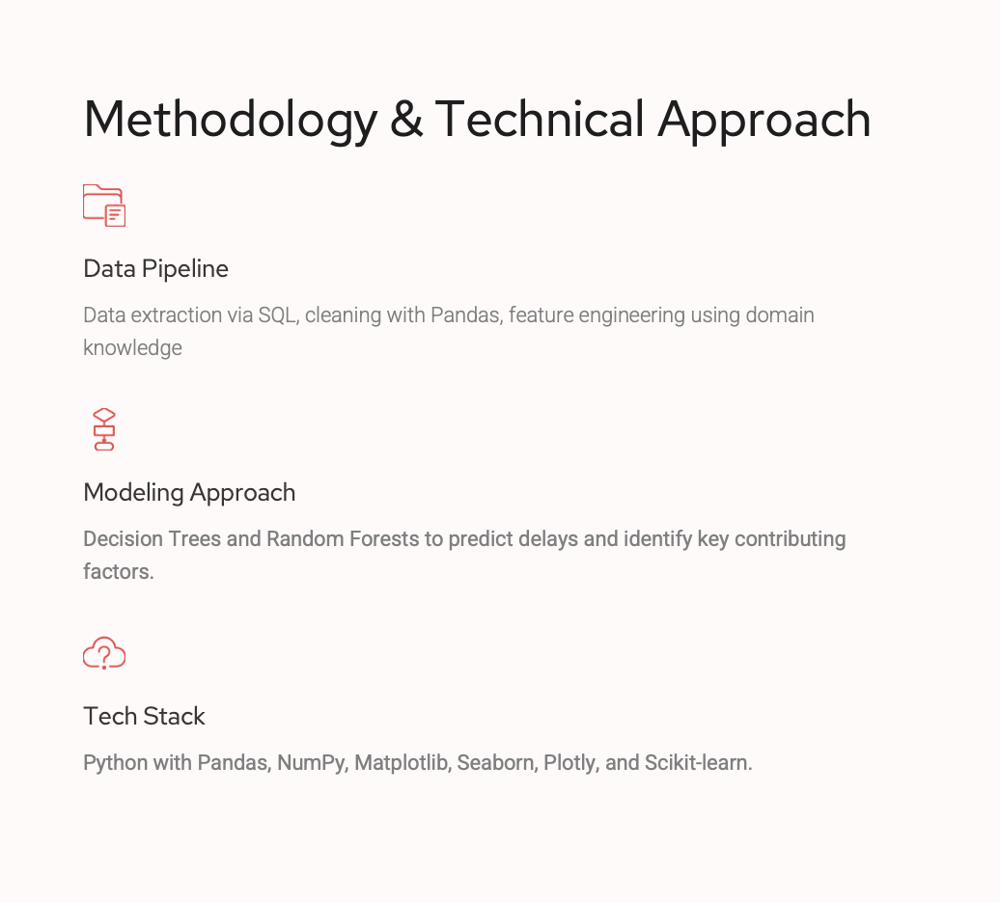 Methodology & Technical Approach
Data Pipeline
Data extraction via SQL, cleaning with Pandas, feature engineering using domain
knowledge
Modeling Approach
Decision Trees and Random Forests to predict delays and identify key contributing
factors.
Tech Stack
Python with Pandas, NumPy, Matplotlib, Seaborn, Plotly, and Scikit-learn.